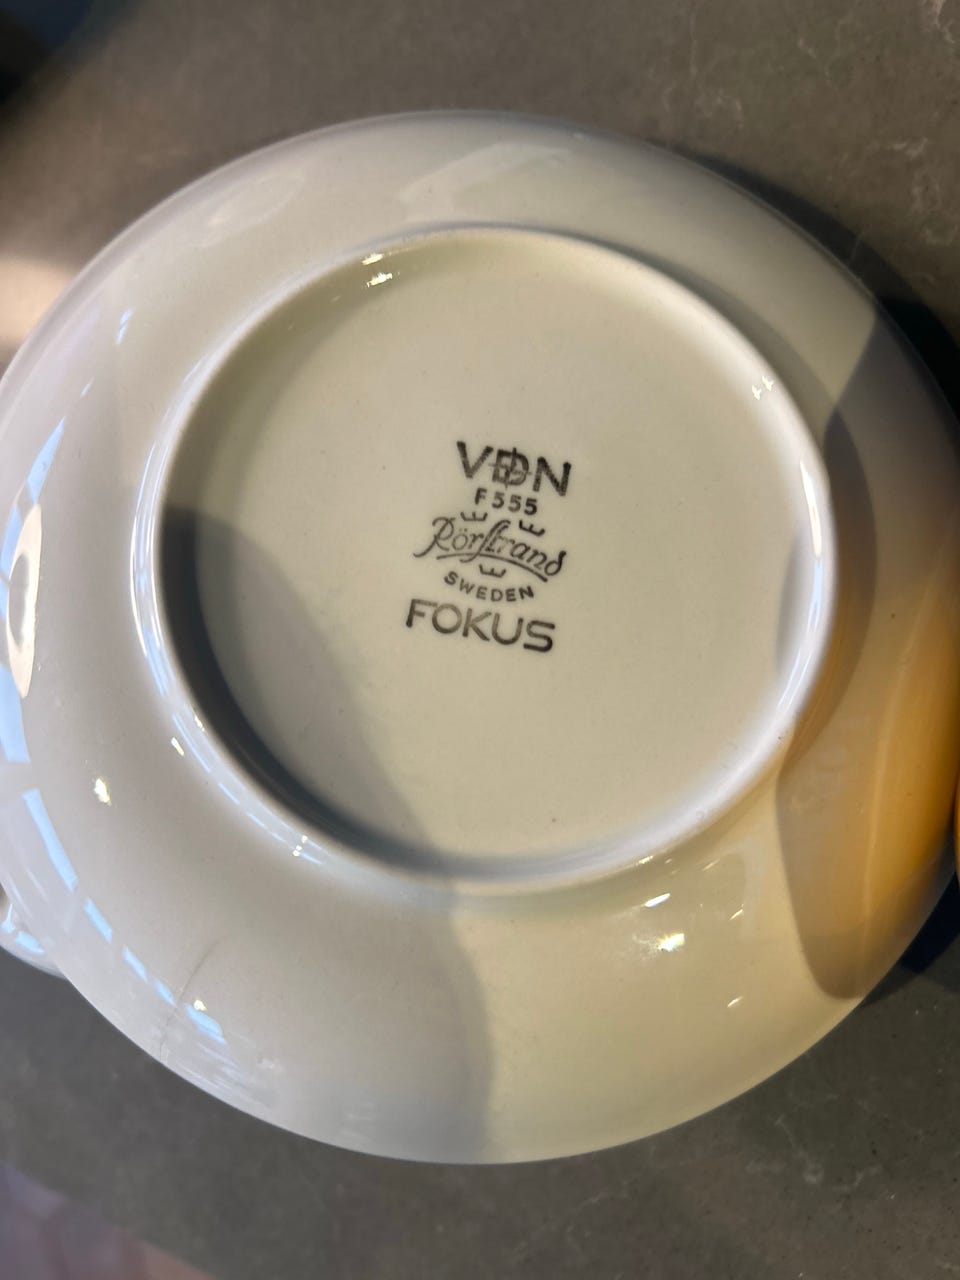 VDN
F555
Rörstrand
SWEDEN
FOKUS